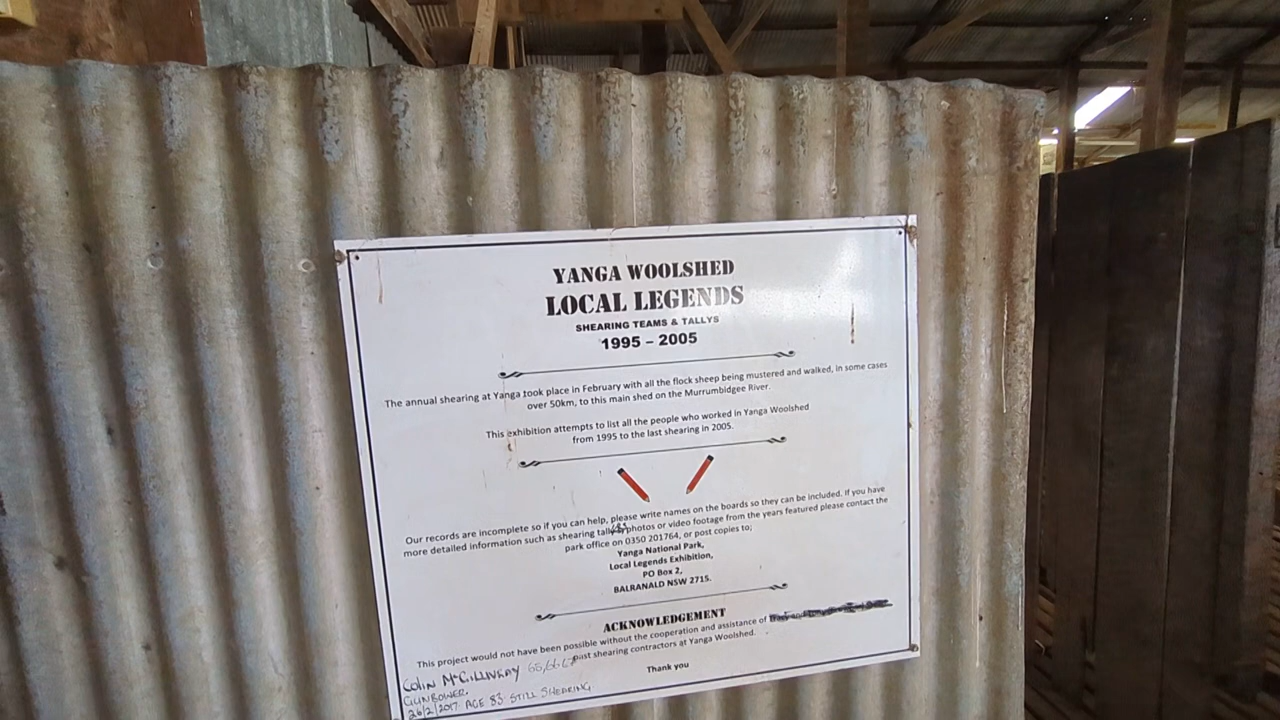 YANGA WOOLSHED
LOCAL LEGENDS
SHEARING TEAMS & TALLYS
1995 – 2005
The annual shearing at Yanga took place in February with all the flock sheep being mustered and walked, in some cases
over 50km, to this main shed on the Murrumbidgee River.
This exhibition attempts to list all the people who worked in Yanga Woolshed
from 1995 to the last shearing in 2005.
Our records are incomplete so if you can help, please write names on the boards so they can be included. If you have
more detailed information such as shearing photos or video footage from the years featured please contact the
park office on 0350 201764, or post copies to;
Yanga National Park,
Local Legends Exhibition,
PO Box 2,
BALRANALD NSW 2715.
ACKNOWLEDGEMENT
This project would not have been possible without the cooperation and assistance of
past shearing contractors at Yanga Woolshed.
Thank you
COLIN McGILLIVRAY
GUNBOWER.
26/2/2017 AGE 83 STILL SHEARING